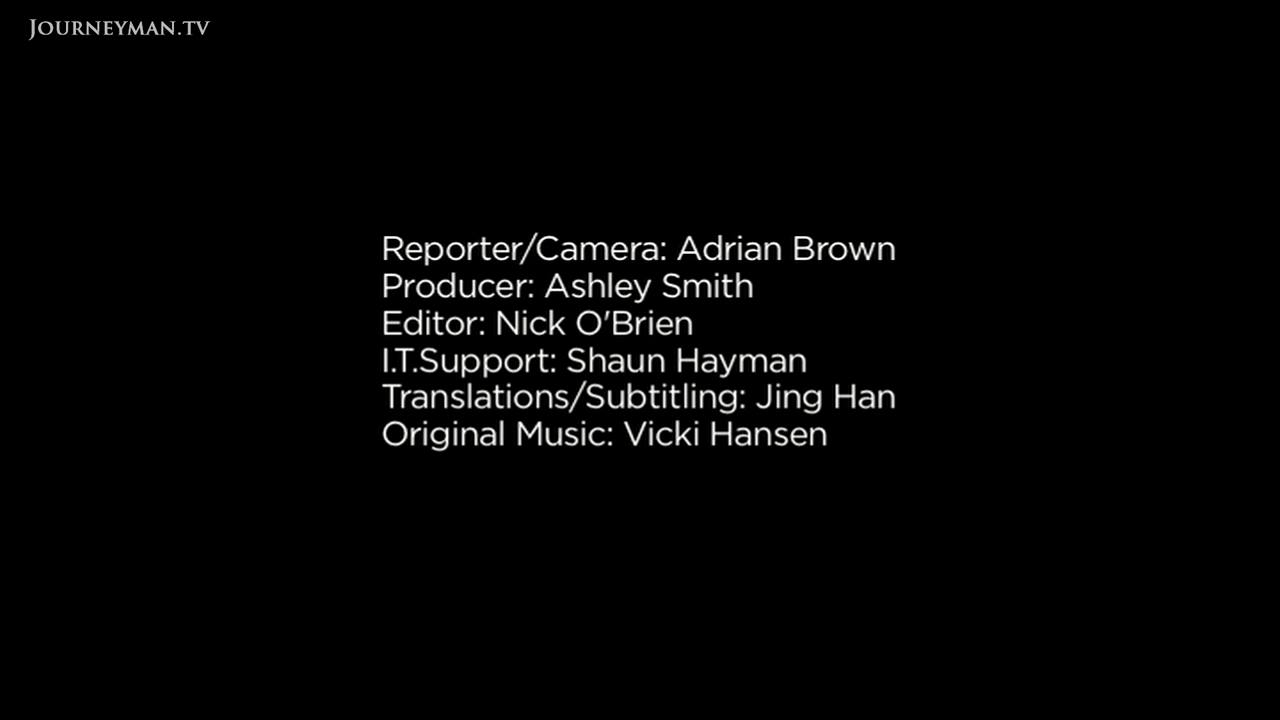 JOURNEYMAN.TV
Reporter/Camera: Adrian Brown
Producer: Ashley Smith
Editor: Nick O'Brien
I.T.Support: Shaun Hayman
Translations/Subtitling: Jing Han
Original Music: Vicki Hansen